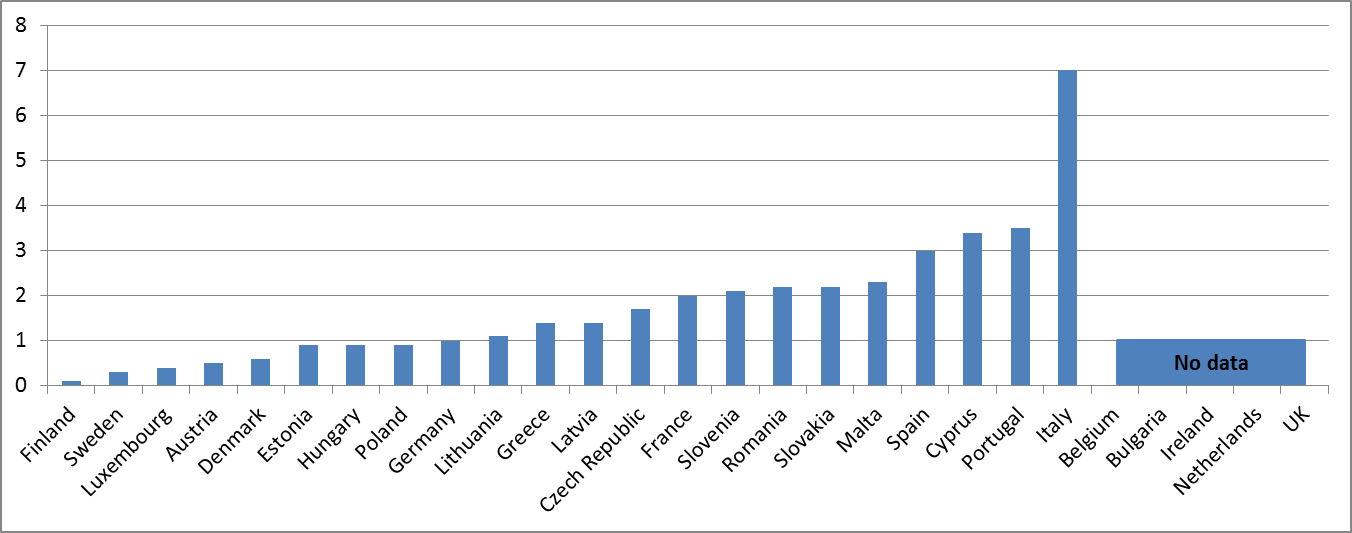 8
7
6
5
4
3
2
1
0
No data
Finland
Sweden
Luxembourg
Austria
Denmark
Estonia
Hungary
Poland
Germany
Lithuania
Greece
Latvia
Czech Republic
France
Slovenia
Romania
Slovakia
Malta
Spain
Cyprus
Portugal
Italy
Belgium
Bulgaria
Ireland
Netherlands
UK